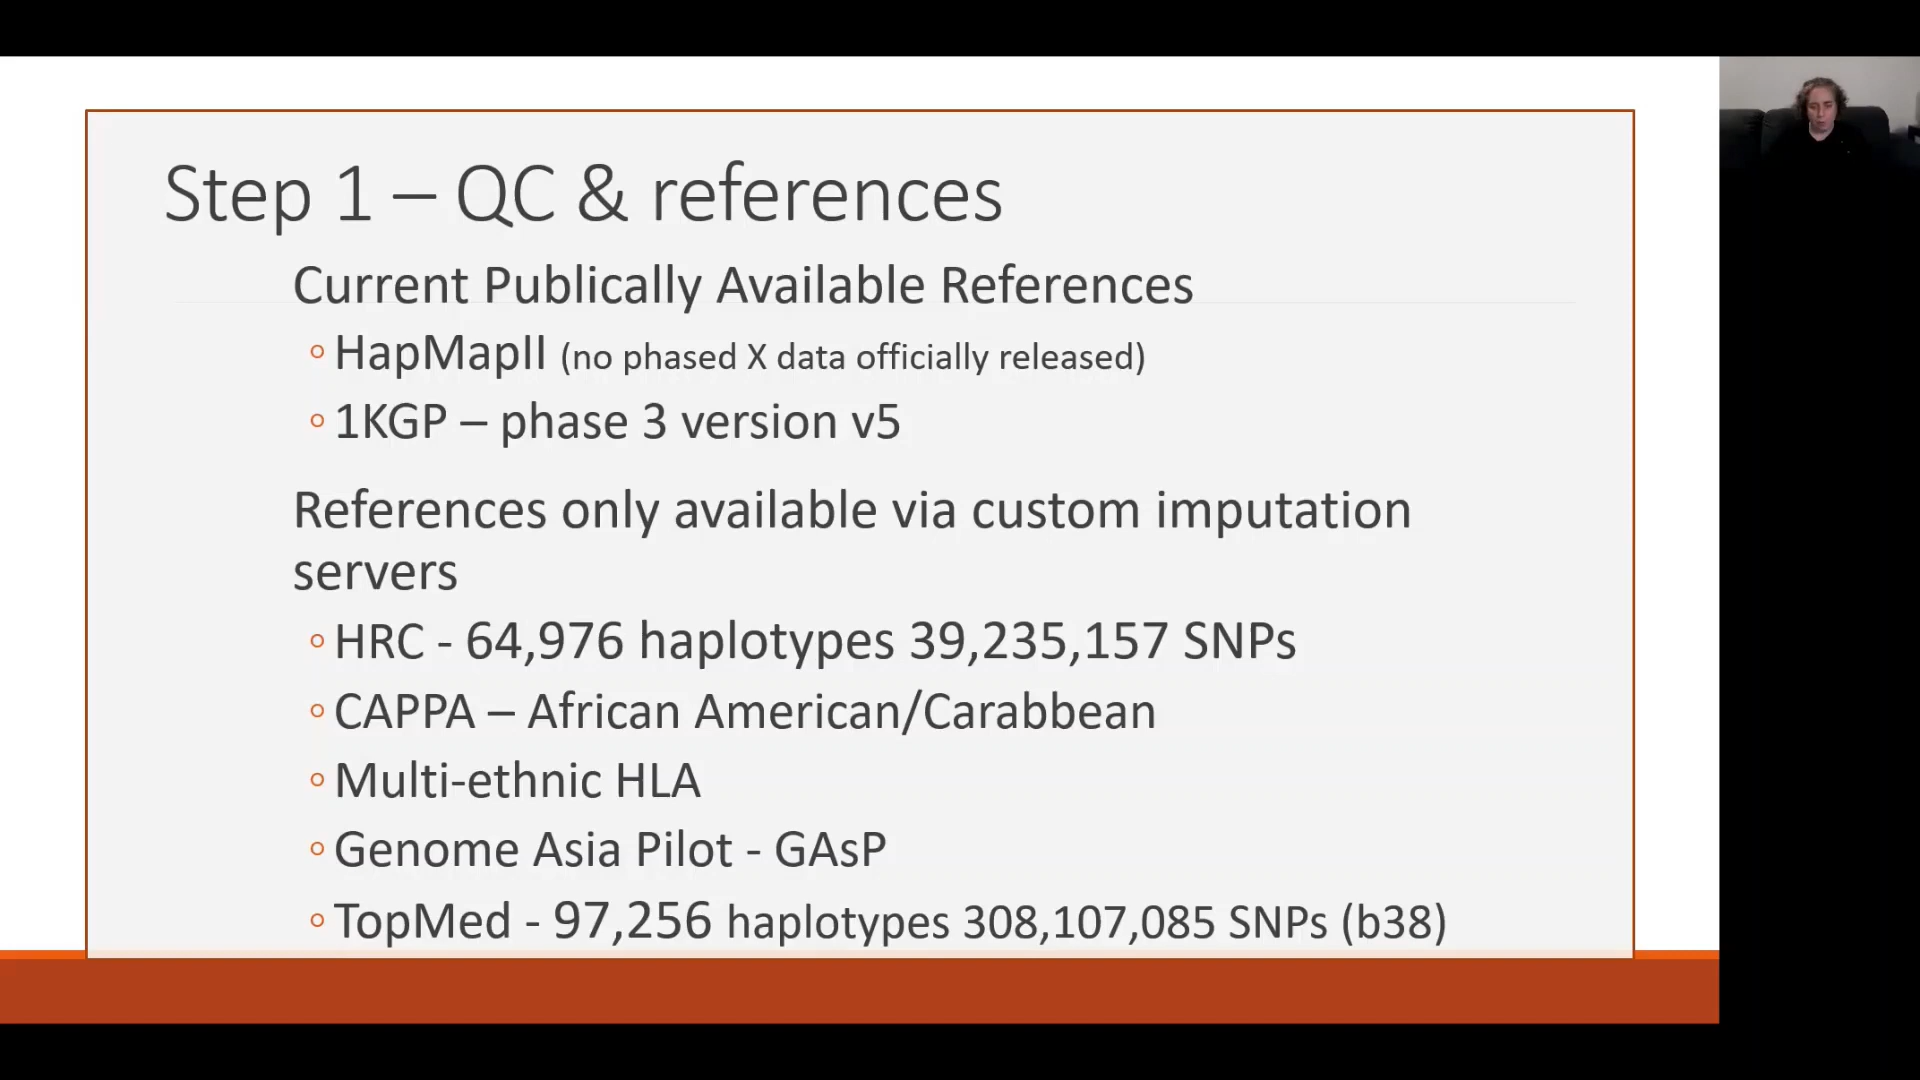 Step 1 – QC & references
Current Publically Available References
HapMapII (no phased X data officially released)
1KGP – phase 3 version v5
References only available via custom imputation
servers
HRC - 64,976 haplotypes 39,235,157 SNPs
CAPPA – African American/Carabbean
Multi-ethnic HLA
Genome Asia Pilot - GAsP
TopMed - 97,256 haplotypes 308,107,085 SNPs (b38)